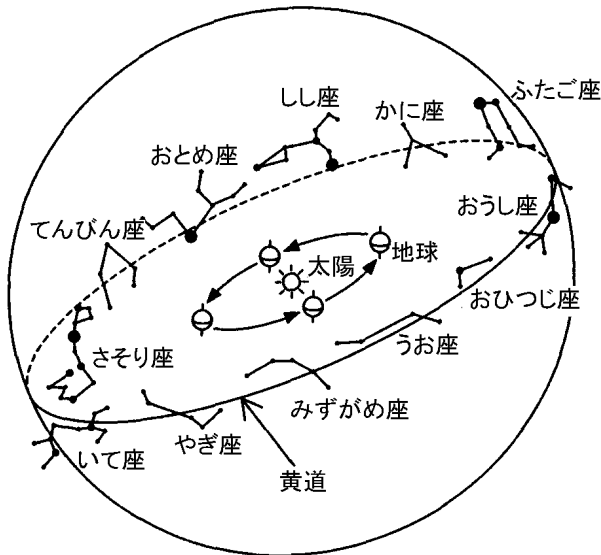 ふたご座
しし座
かに座
おとめ座
おうし座
てんびん座
太陽
地球
おひつじ座
うお座
さそり座
みずがめ座
やぎ座
いて座
黄道